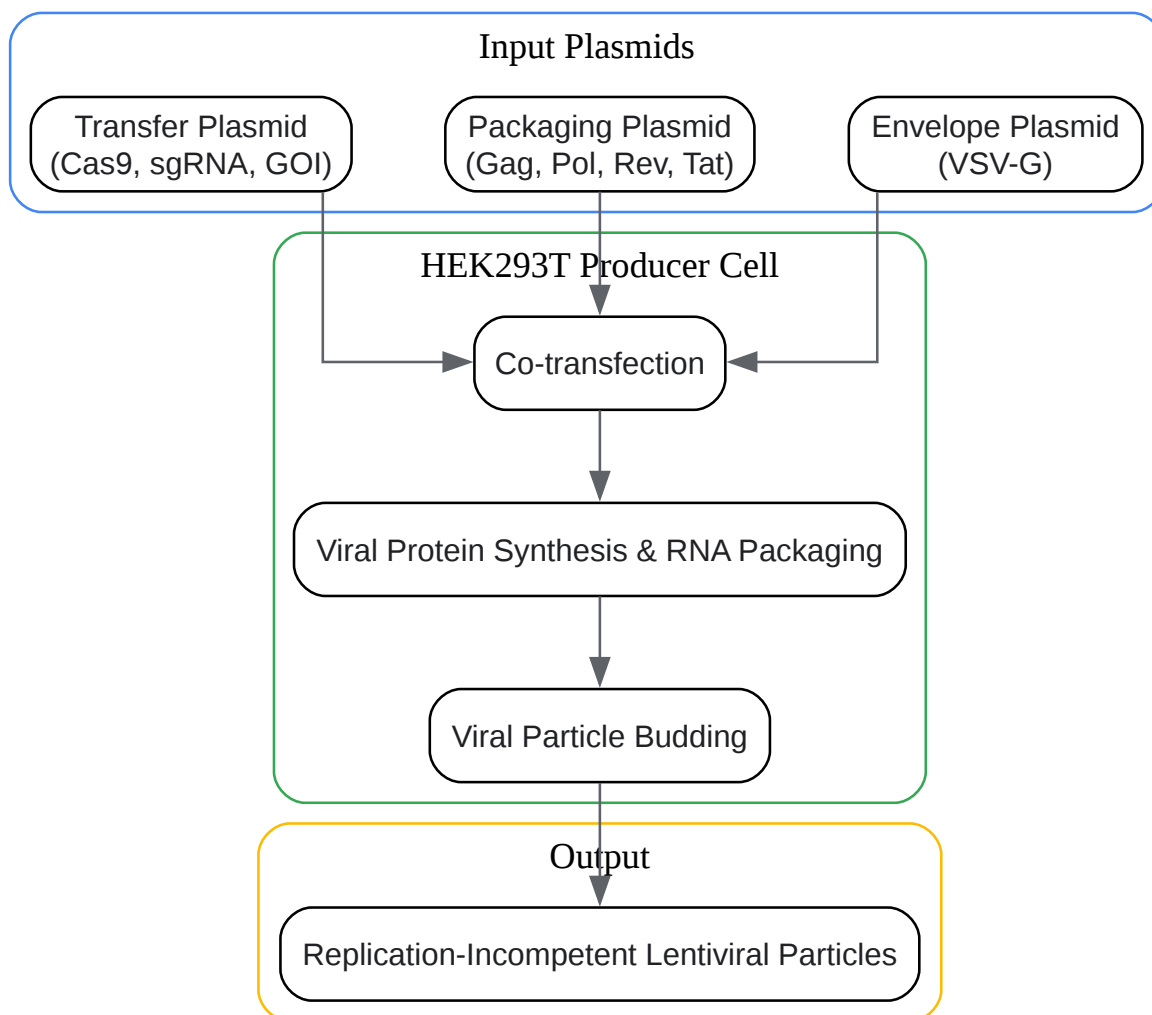 Input Plasmids
Transfer Plasmid
(Cas9, sgRNA, GOI)
Packaging Plasmid
(Gag, Pol, Rev, Tat)
Envelope Plasmid
(VSV-G)
HEK293T Producer Cell
Co-transfection
Viral Protein Synthesis & RNA Packaging
Viral Particle Budding
Output
Replication-Incompetent Lentiviral Particles